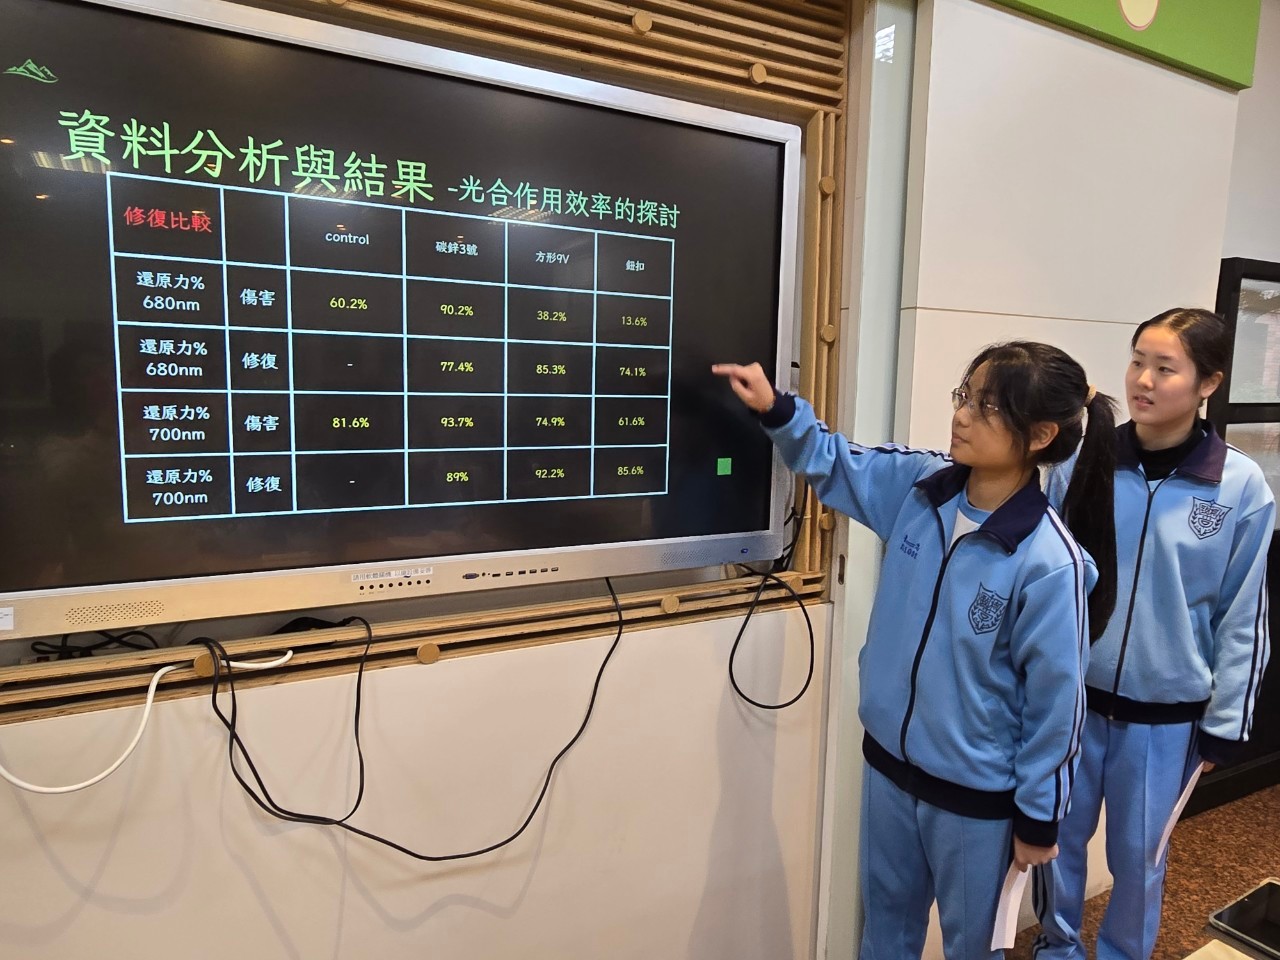 資料分析與結果 -光合作用效率的探討
修復比較 control 碳鋅3號 方形9V 鈕扣
還原力% 680nm 傷害 60.2% 90.2% 38.2% 13.6%
還原力% 680nm 修復 - 77.4% 85.3% 74.1%
還原力% 700nm 傷害 81.6% 93.7% 74.9% 61.6%
還原力% 700nm 修復 - 89% 92.2% 85.6%